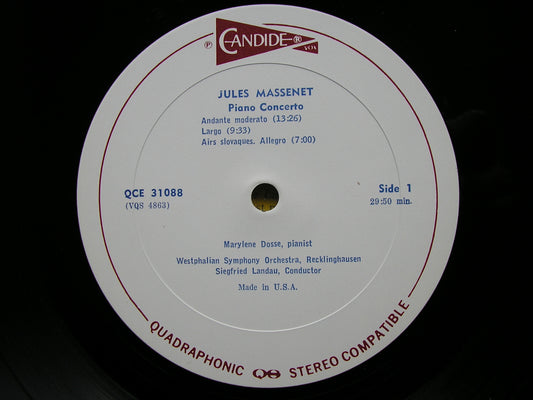 ℗ CANDIDE ®
VOX
JULES MASSENET
Piano Concerto
Andante moderato (13:26)
Largo (9:33)
Airs slovaques. Allegro (7:00)
QCE 31088
(VQS 4863)
Side 1
29:50 min.
Marylene Dosse, pianist
Westphalian Symphony Orchestra, Recklinghausen
Siegfried Landau, Conductor
Made in U.S.A.
QUADRAPHONIC QS STEREO COMPATIBLE